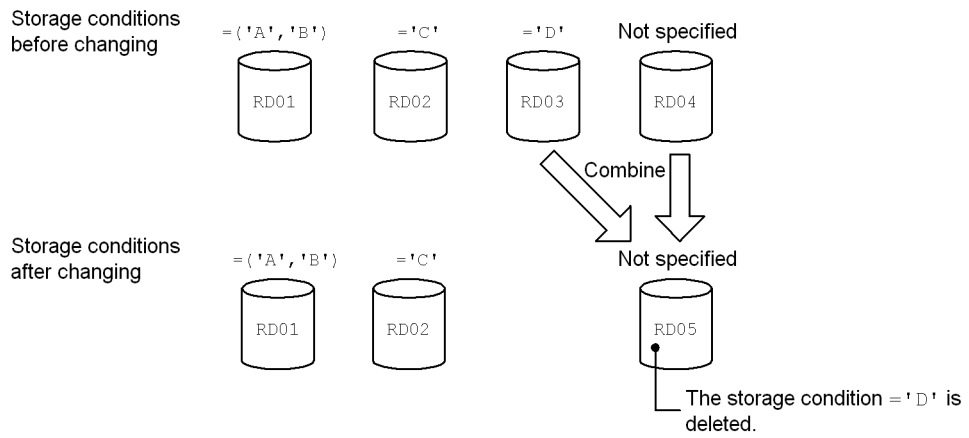 Storage conditions
before changing
=('A','B')
='C'
='D'
Not specified
RD01
RD02
RD03
RD04
Combine
Storage conditions
after changing
=('A','B')
='C'
Not specified
RD01
RD02
RD05
The storage condition ='D' is
deleted.